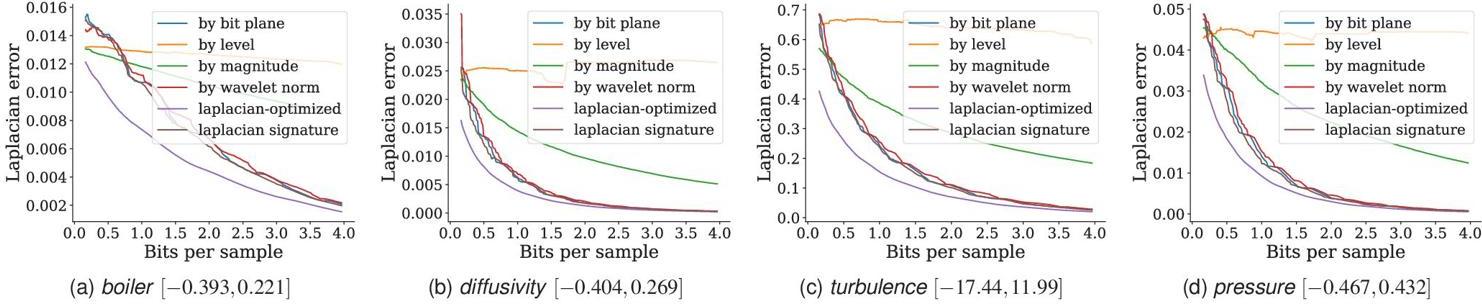 0.016
0.014
0.012
0.010
0.008
0.006
0.004
0.002
Laplacian error
by bit plane
by level
by magnitude
by wavelet norm
laplacian-optimized
laplacian signature
0.0 0.5 1.0 1.5 2.0 2.5 3.0 3.5 4.0
Bits per sample
(a) boiler [−0.393, 0.221]
0.035
0.030
0.025
0.020
0.015
0.010
0.005
0.000
Laplacian error
by bit plane
by level
by magnitude
by wavelet norm
laplacian-optimized
laplacian signature
0.0 0.5 1.0 1.5 2.0 2.5 3.0 3.5 4.0
Bits per sample
(b) diffusivity [−0.404, 0.269]
0.7
0.6
0.5
0.4
0.3
0.2
0.1
0.0
Laplacian error
by bit plane
by level
by magnitude
by wavelet norm
laplacian-optimized
laplacian signature
0.0 0.5 1.0 1.5 2.0 2.5 3.0 3.5 4.0
Bits per sample
(c) turbulence [−17.44, 11.99]
0.05
0.04
0.03
0.02
0.01
0.00
Laplacian error
by bit plane
by level
by magnitude
by wavelet norm
laplacian-optimized
laplacian signature
0.0 0.5 1.0 1.5 2.0 2.5 3.0 3.5 4.0
Bits per sample
(d) pressure [−0.467, 0.432]